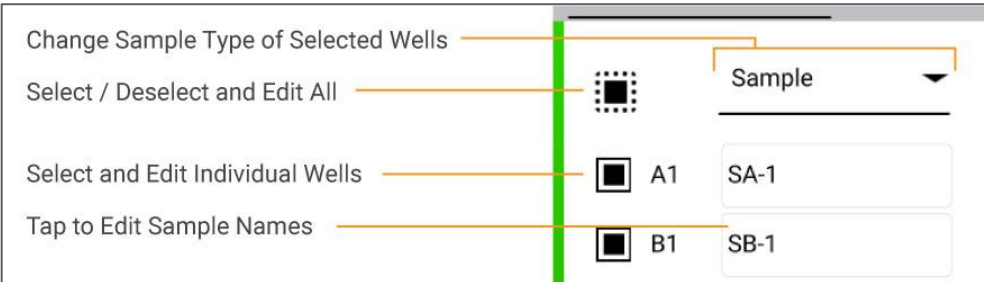 Change Sample Type of Selected Wells
Sample
Select / Deselect and Edit All
Select and Edit Individual Wells
A1 SA-1
Tap to Edit Sample Names
B1 SB-1